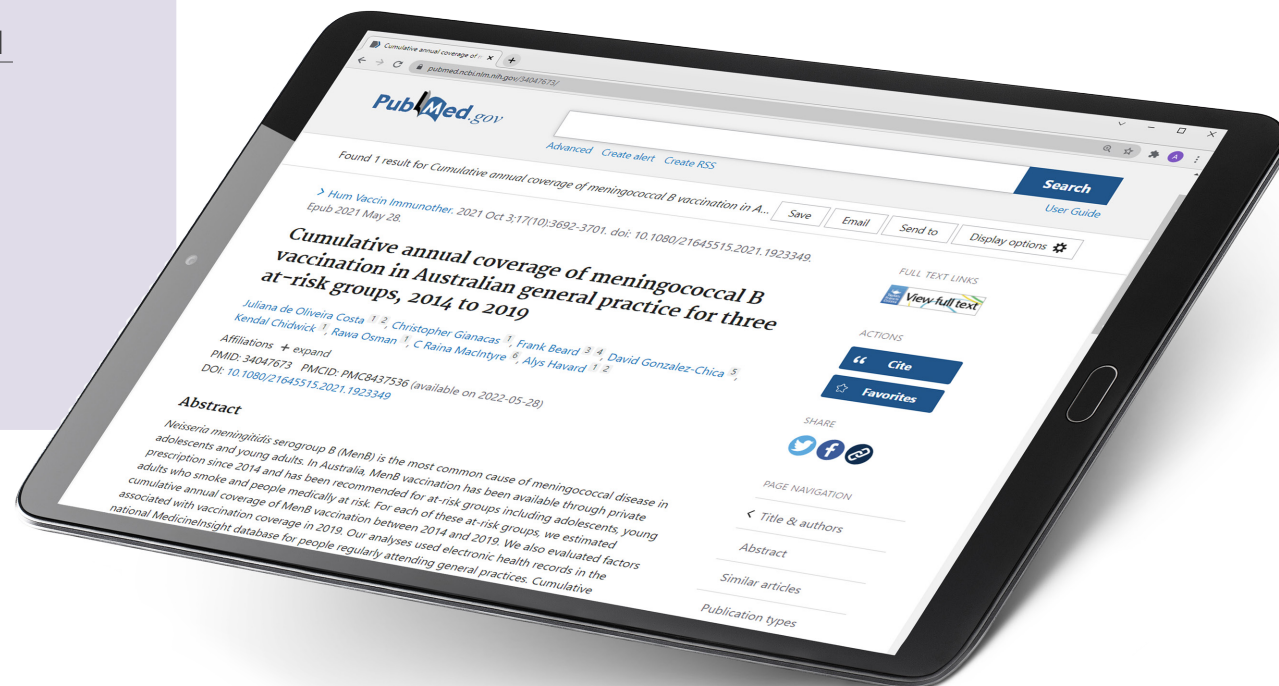 Cumulative annual coverage of
pubmed.ncbi.nlm.nih.gov/34047673/
A
PubMed.gov
Search
Advanced Create alert Create RSS
User Guide
Found 1 result for Cumulative annual coverage of meningococcal B vaccination in A...
Save
Email
Send to
Display options
> Hum Vaccin Immunother. 2021 Oct 3;17(10):3692-3701. doi: 10.1080/21645515.2021.1923349.
Epub 2021 May 28.
Cumulative annual coverage of meningococcal B
vaccination in Australian general practice for three
at-risk groups, 2014 to 2019
Juliana de Oliveira Costa 1 2, Christopher Gianacas 1, Frank Beard 3 4, David Gonzalez-Chica 5,
Kendal Chidwick 1, Rawa Osman 1, C Raina MacIntyre 6, Alys Havard 1 2
Affiliations + expand
PMID: 34047673 PMCID: PMC8437536 (available on 2022-05-28)
DOI: 10.1080/21645515.2021.1923349
Abstract
Neisseria meningitidis serogroup B (MenB) is the most common cause of meningococcal disease in
adolescents and young adults. In Australia, MenB vaccination has been available through private
prescription since 2014 and has been recommended for at-risk groups including adolescents, young
adults who smoke and people medically at risk. For each of these at-risk groups, we estimated
cumulative annual coverage of MenB vaccination between 2014 and 2019. We also evaluated factors
associated with vaccination coverage in 2019. Our analyses used electronic health records in the
national MedicineInsight database for people regularly attending general practices. Cumulative
FULL TEXT LINKS
View full text
ACTIONS
Cite
Favorites
SHARE
PAGE NAVIGATION
Title & authors
Abstract
Similar articles
Publication types